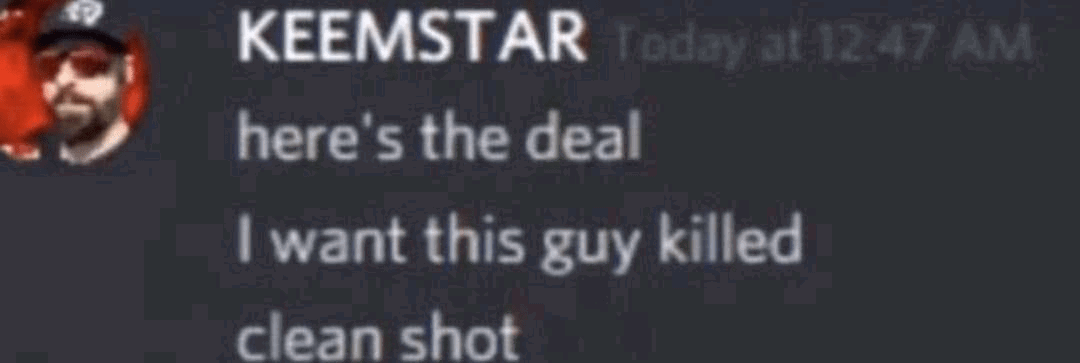 KEEMSTAR Today at 12:47 AM
here's the deal
I want this guy killed
clean shot